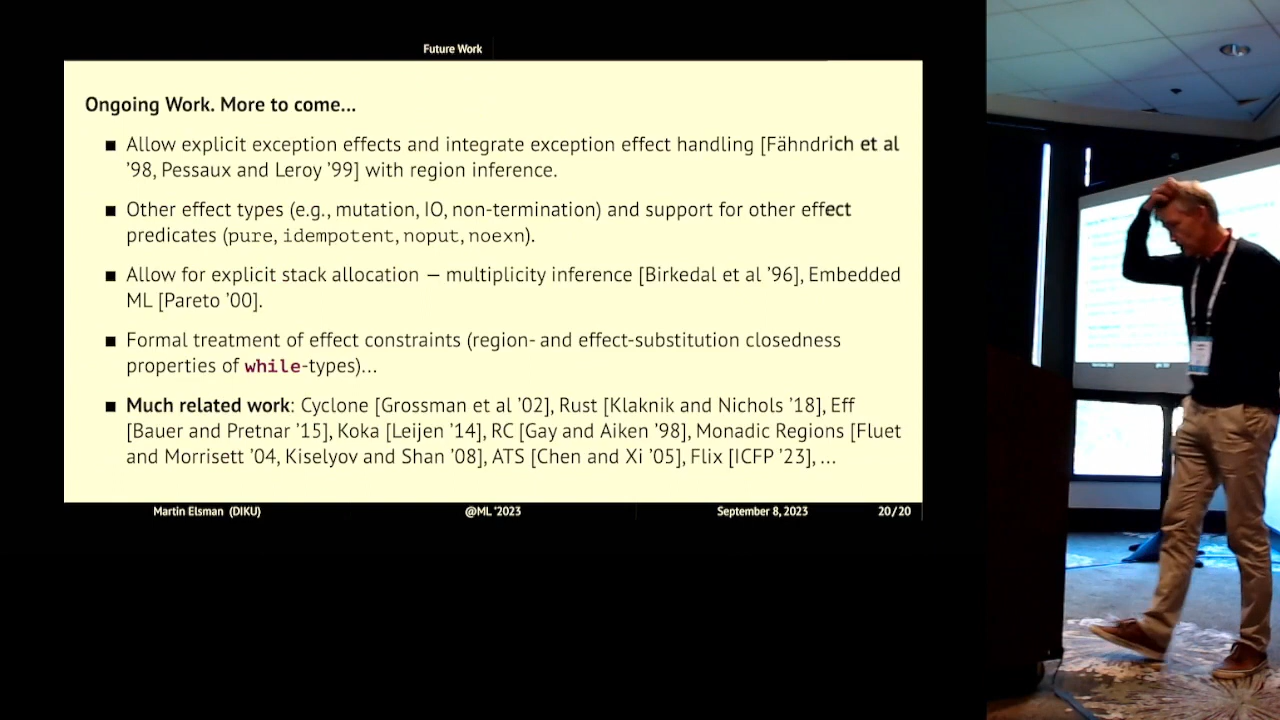 Future Work
Ongoing Work. More to come...
■ Allow explicit exception effects and integrate exception effect handling [Fähndrich et al
'98, Pessaux and Leroy '99] with region inference.
■ Other effect types (e.g., mutation, IO, non-termination) and support for other effect
predicates (pure, idempotent, noput, noexn).
■ Allow for explicit stack allocation — multiplicity inference [Birkedal et al '96], Embedded
ML [Pareto '00].
■ Formal treatment of effect constraints (region- and effect-substitution closedness
properties of while-types)...
■ Much related work: Cyclone [Grossman et al '02], Rust [Klaknik and Nichols '18], Eff
[Bauer and Pretnar '15], Koka [Leijen '14], RC [Gay and Aiken '98], Monadic Regions [Fluet
and Morrisett '04, Kiselyov and Shan '08], ATS [Chen and Xi '05], Flix [ICFP '23], ...
Martin Elsman (DIKU) @ML '2023 September 8, 2023 20/20